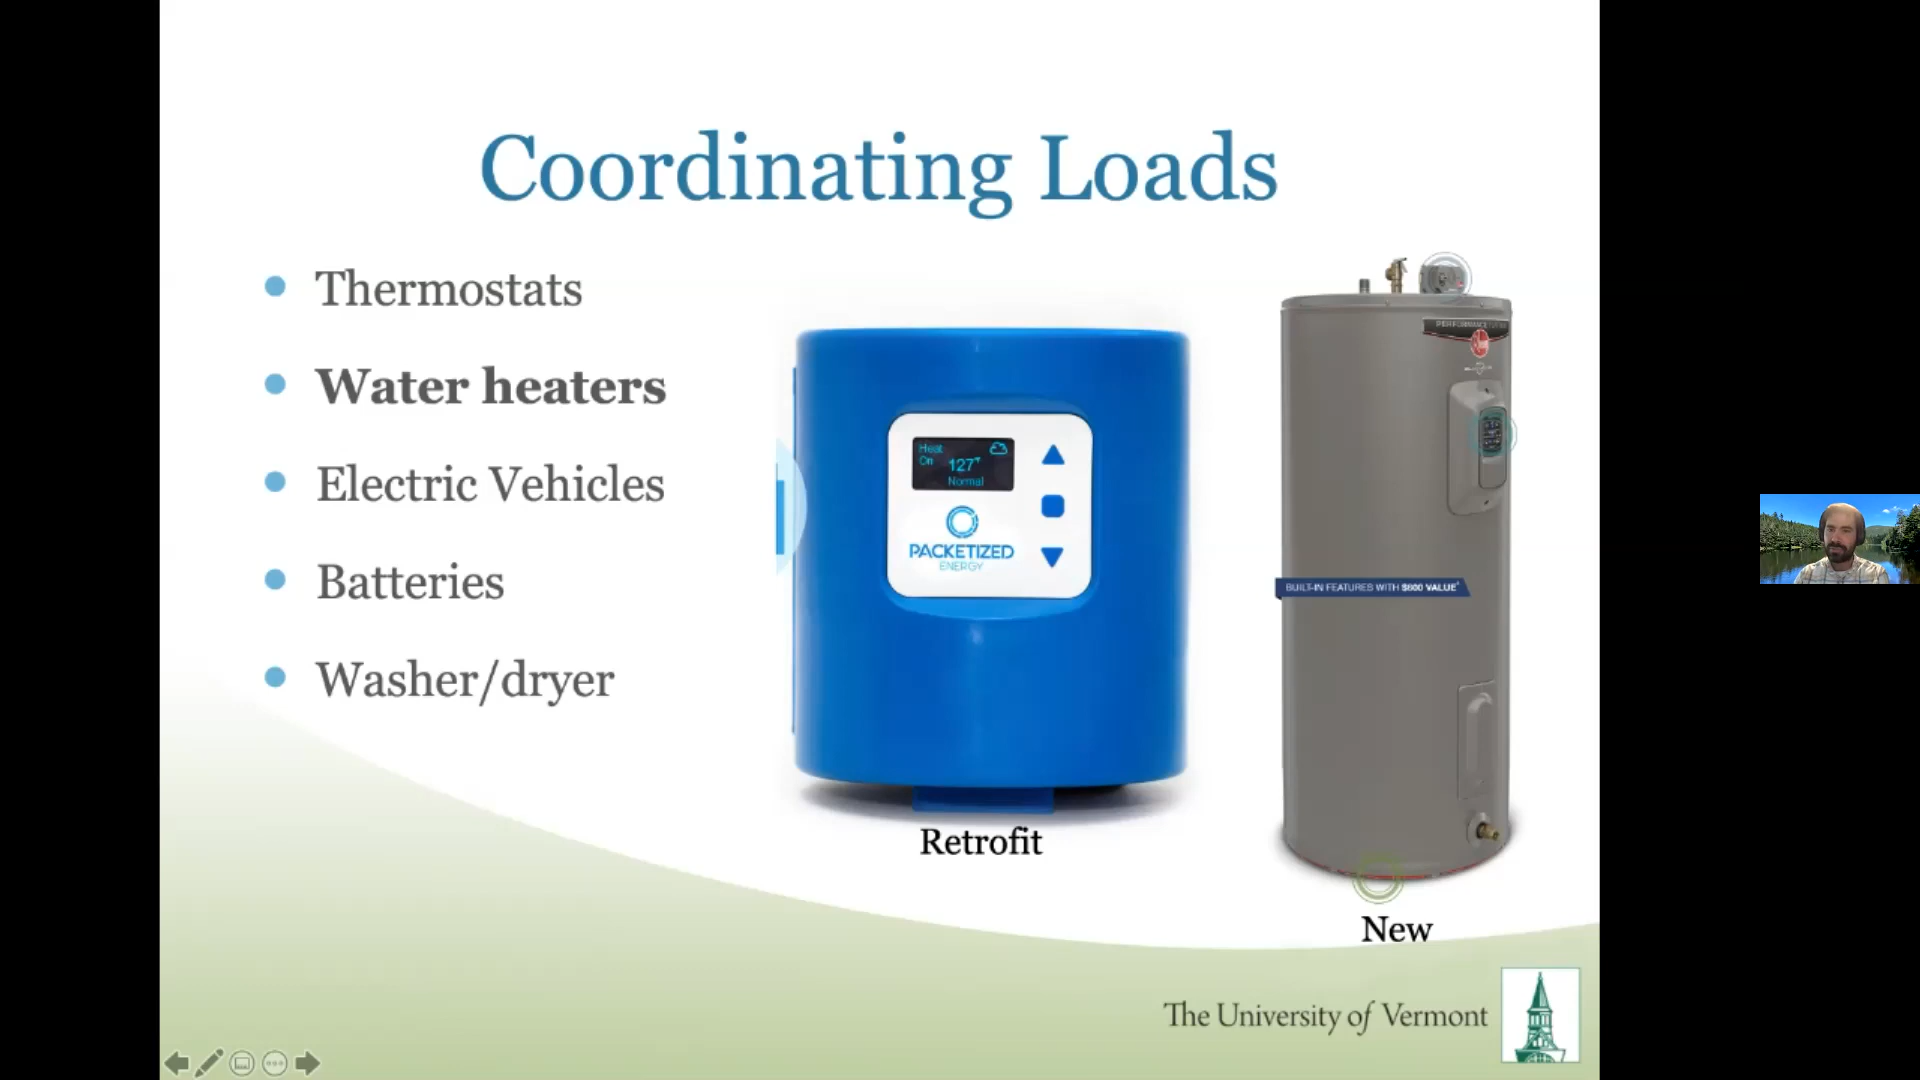 Coordinating Loads
Thermostats
Water heaters
Electric Vehicles
Batteries
Washer/dryer
Heat
On
127°F
Normal
PACKETIZED
ENERGY
Retrofit
PERFORMANCE
BUILT-IN FEATURES WITH $600 VALUE*
New
The University of Vermont